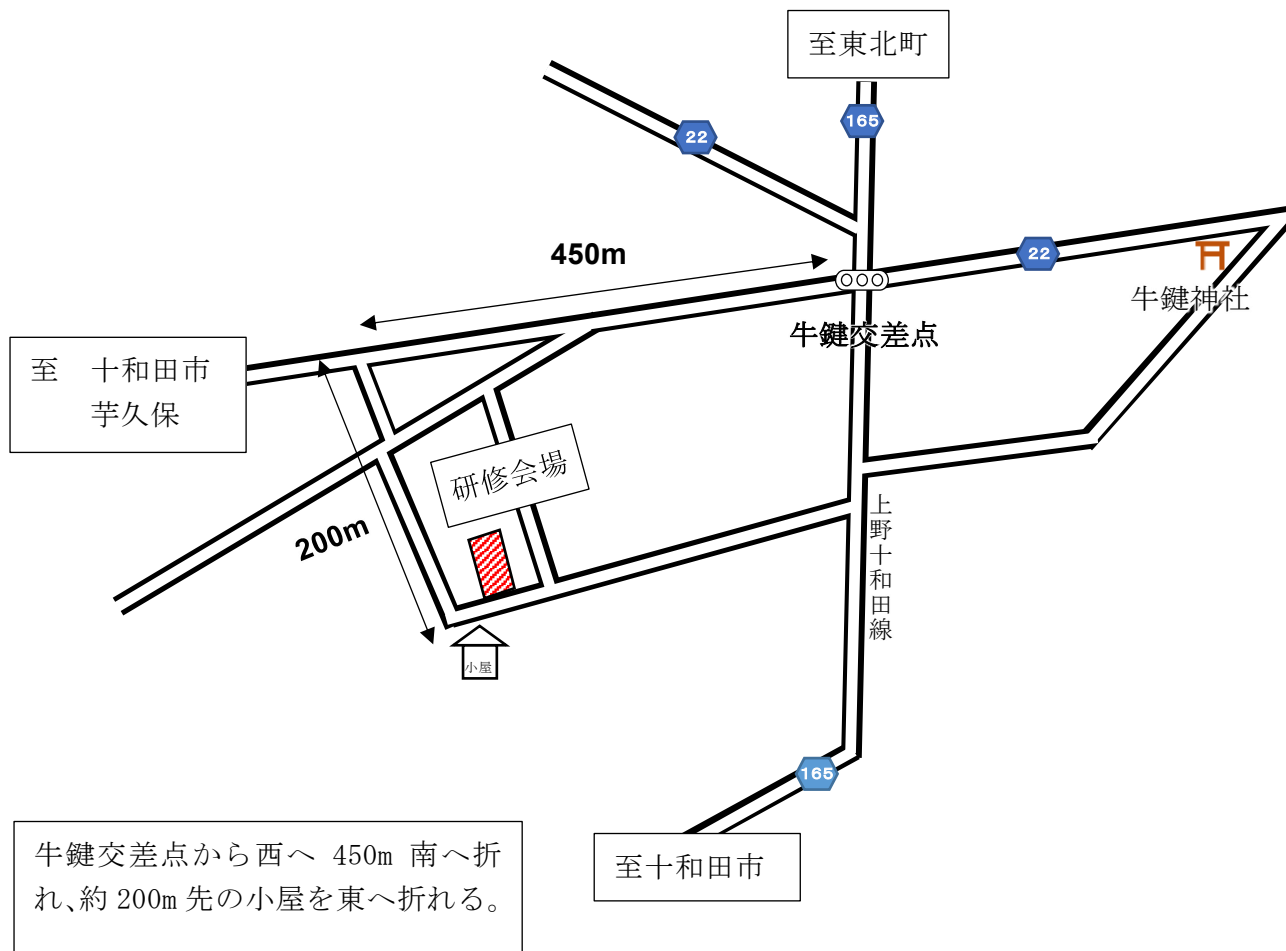 至東北町
165
22
450m
22
牛鍵神社
牛鍵交差点
至　十和田市
芋久保
研修会場
200m
上野十和田線
小屋
165
至十和田市
牛鍵交差点から西へ 450m 南へ折
れ、約 200m 先の小屋を東へ折れる。